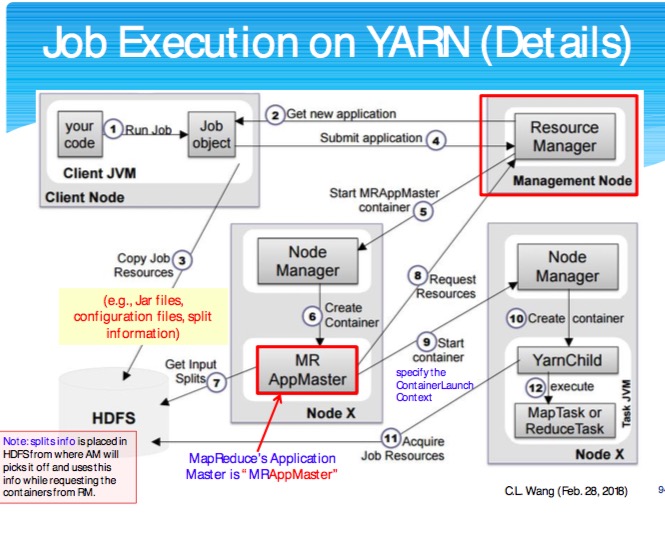 Job Execution on YARN (Details)
your
code
1 Run Job
Job
object
Client JVM
Client Node
2 Get new application
Submit application 4
Resource
Manager
Management Node
Start MRAppMaster
container 5
Copy Job 3
Resources
(e.g., Jar files,
configuration files, split
information)
Node
Manager
6 Create
Container
MR
AppMaster
Node X
8 Request
Resources
9 Start
container
specify the
ContainerLaunch
Context
Node
Manager
10 Create container
YarnChild
12 execute
MapTask or
ReduceTask
Task JVM
Node X
Get Input
Splits 7
HDFS
11 Acquire
Job Resources
Note: splits info is placed in
HDFS from where AM will
picks it off and uses this
info while requesting the
containers from RM.
MapReduce's Application
Master is "MRAppMaster"
C.L. Wang (Feb. 28, 2018)